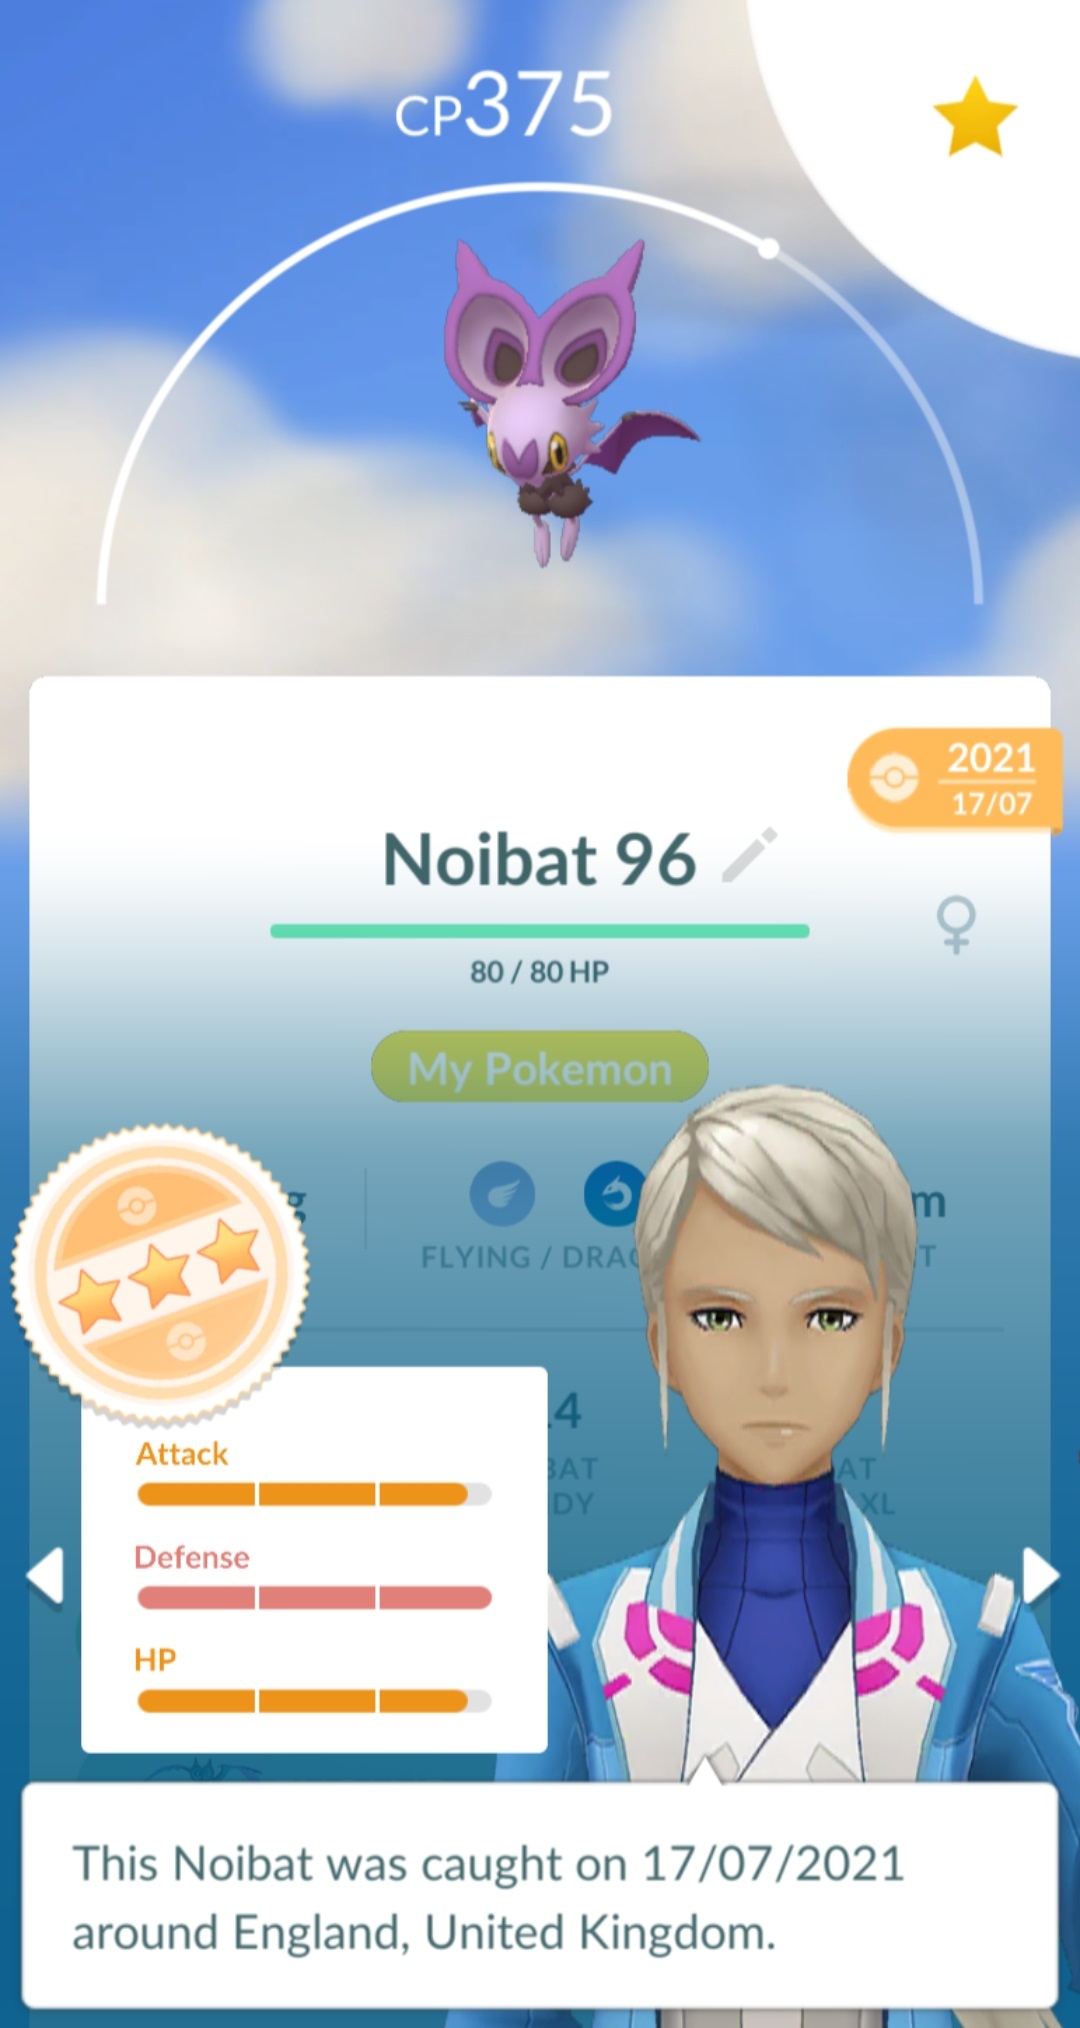 CP375
2021
17/07
Noibat 96
80 / 80 HP
My Pokemon
FLYING /
Attack
Defense
HP
This Noibat was caught on 17/07/2021
around England, United Kingdom.